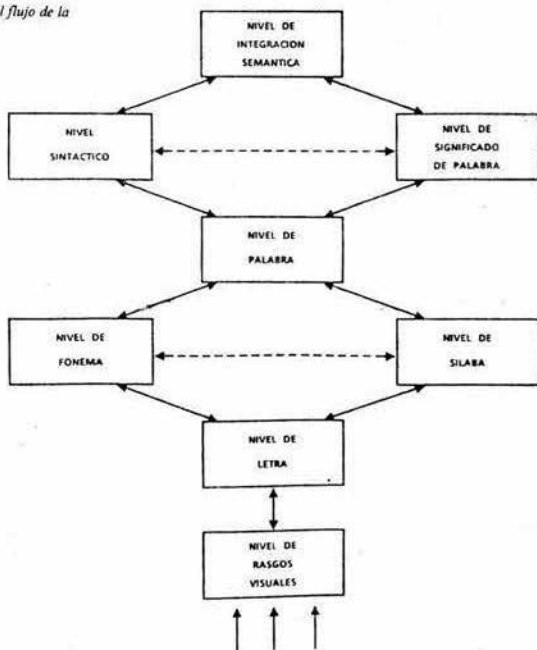 l flujo de la
NIVEL DE
INTEGRACION
SEMANTICA
NIVEL
SINTACTICO
NIVEL DE
SIGNIFICADO
DE PALABRA
NIVEL DE
PALABRA
NIVEL DE
FONEMA
NIVEL DE
SILABA
NIVEL DE
LETRA
NIVEL DE
RASGOS
VISUALES